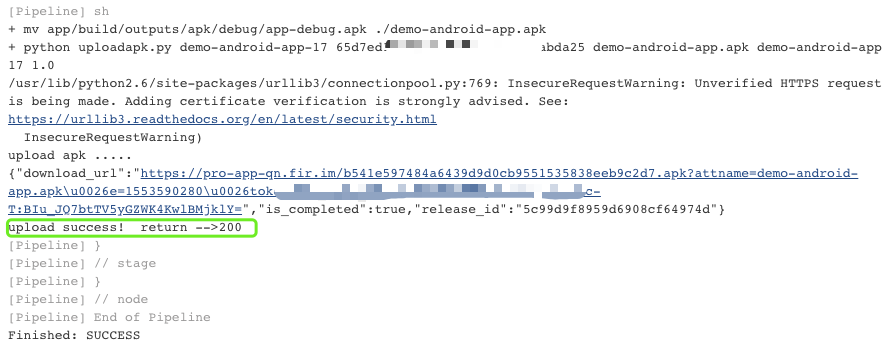 [Pipeline] sh
+ mv app/build/outputs/apk/debug/app-debug.apk ./demo-android-app.apk
+ python uploadapk.py demo-android-app-17 65d7ed bda25 demo-android-app.apk demo-android-app
17 1.0
/usr/lib/python2.6/site-packages/urllib3/connectionpool.py:769: InsecureRequestWarning: Unverified HTTPS request
is being made. Adding certificate verification is strongly advised. See:
https://urllib3.readthedocs.org/en/latest/security.html
InsecureRequestWarning)
upload apk .....
{"download_url":"https://pro-app-qn.fir.im/b541e597484a6439d9d0cb9551535838eeb9c2d7.apk?attname=demo-android-
app.apk\u0026e=1553590280\u0026tok c-
T:BIu_JQ7btTV5yGZWK4KwlBMjklY=","is_completed":true,"release_id":"5c99d9f8959d6908cf64974d"}
upload success!  return -->200
[Pipeline] }
[Pipeline] // stage
[Pipeline] }
[Pipeline] // node
[Pipeline] End of Pipeline
Finished: SUCCESS